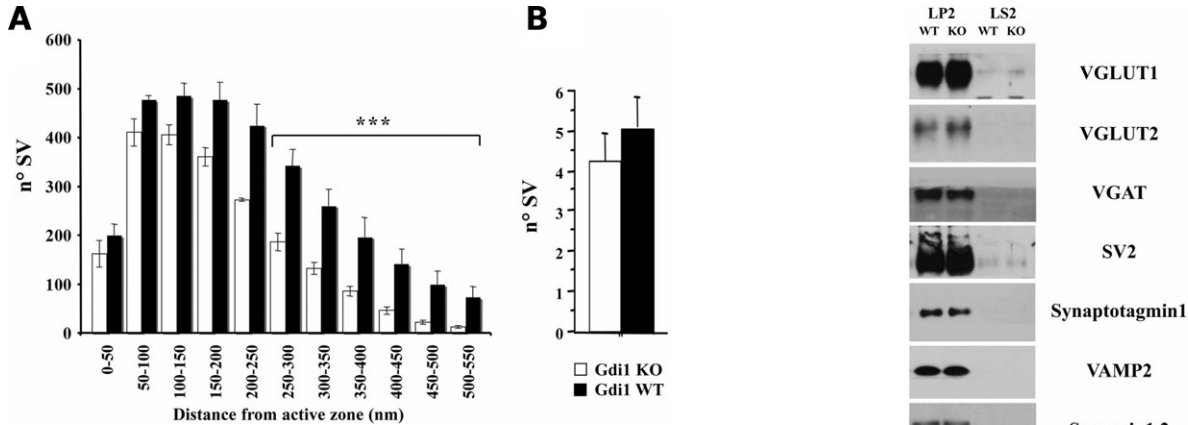 A
600
500
400
300
200
100
0
n° SV
***
0-50
50-100
100-150
150-200
200-250
250-300
300-350
350-400
400-450
450-500
500-550
Distance from active zone (nm)
B
6
5
4
3
2
1
0
n° SV
Gdi1 KO
Gdi1 WT
LP2 LS2
WT KO WT KO
VGLUT1
VGLUT2
VGAT
SV2
Synaptotagmin1
VAMP2